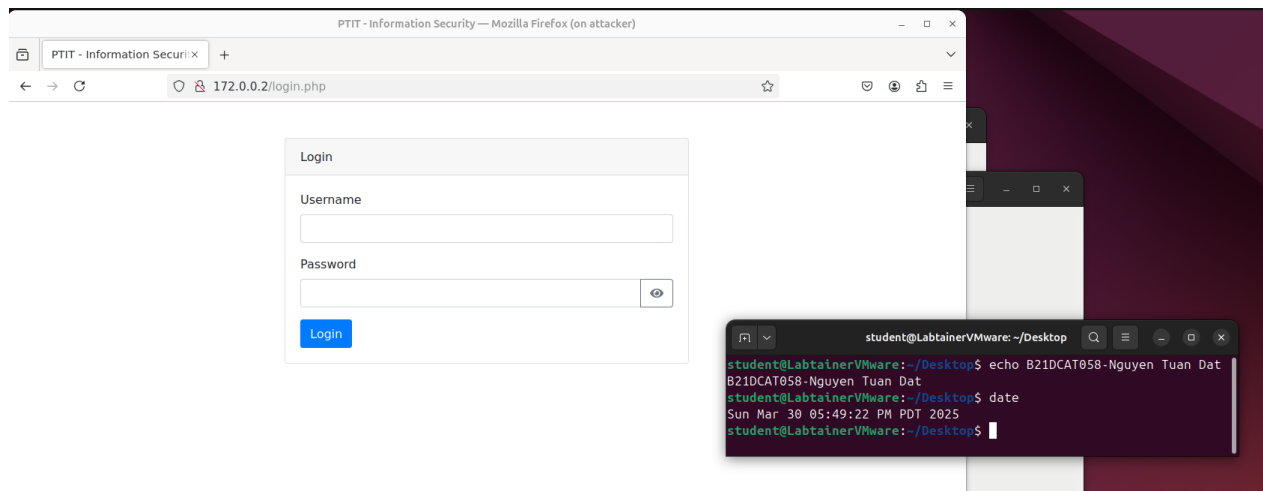 PTIT - Information Security — Mozilla Firefox (on attacker)
PTIT - Information Securi
172.0.0.2/login.php
Login
Username
Password
Login
student@LabtainerVMware: ~/Desktop
student@LabtainerVMware:~/Desktop$ echo B21DCAT058-Nguyen Tuan Dat
B21DCAT058-Nguyen Tuan Dat
student@LabtainerVMware:~/Desktop$ date
Sun Mar 30 05:49:22 PM PDT 2025
student@LabtainerVMware:~/Desktop$